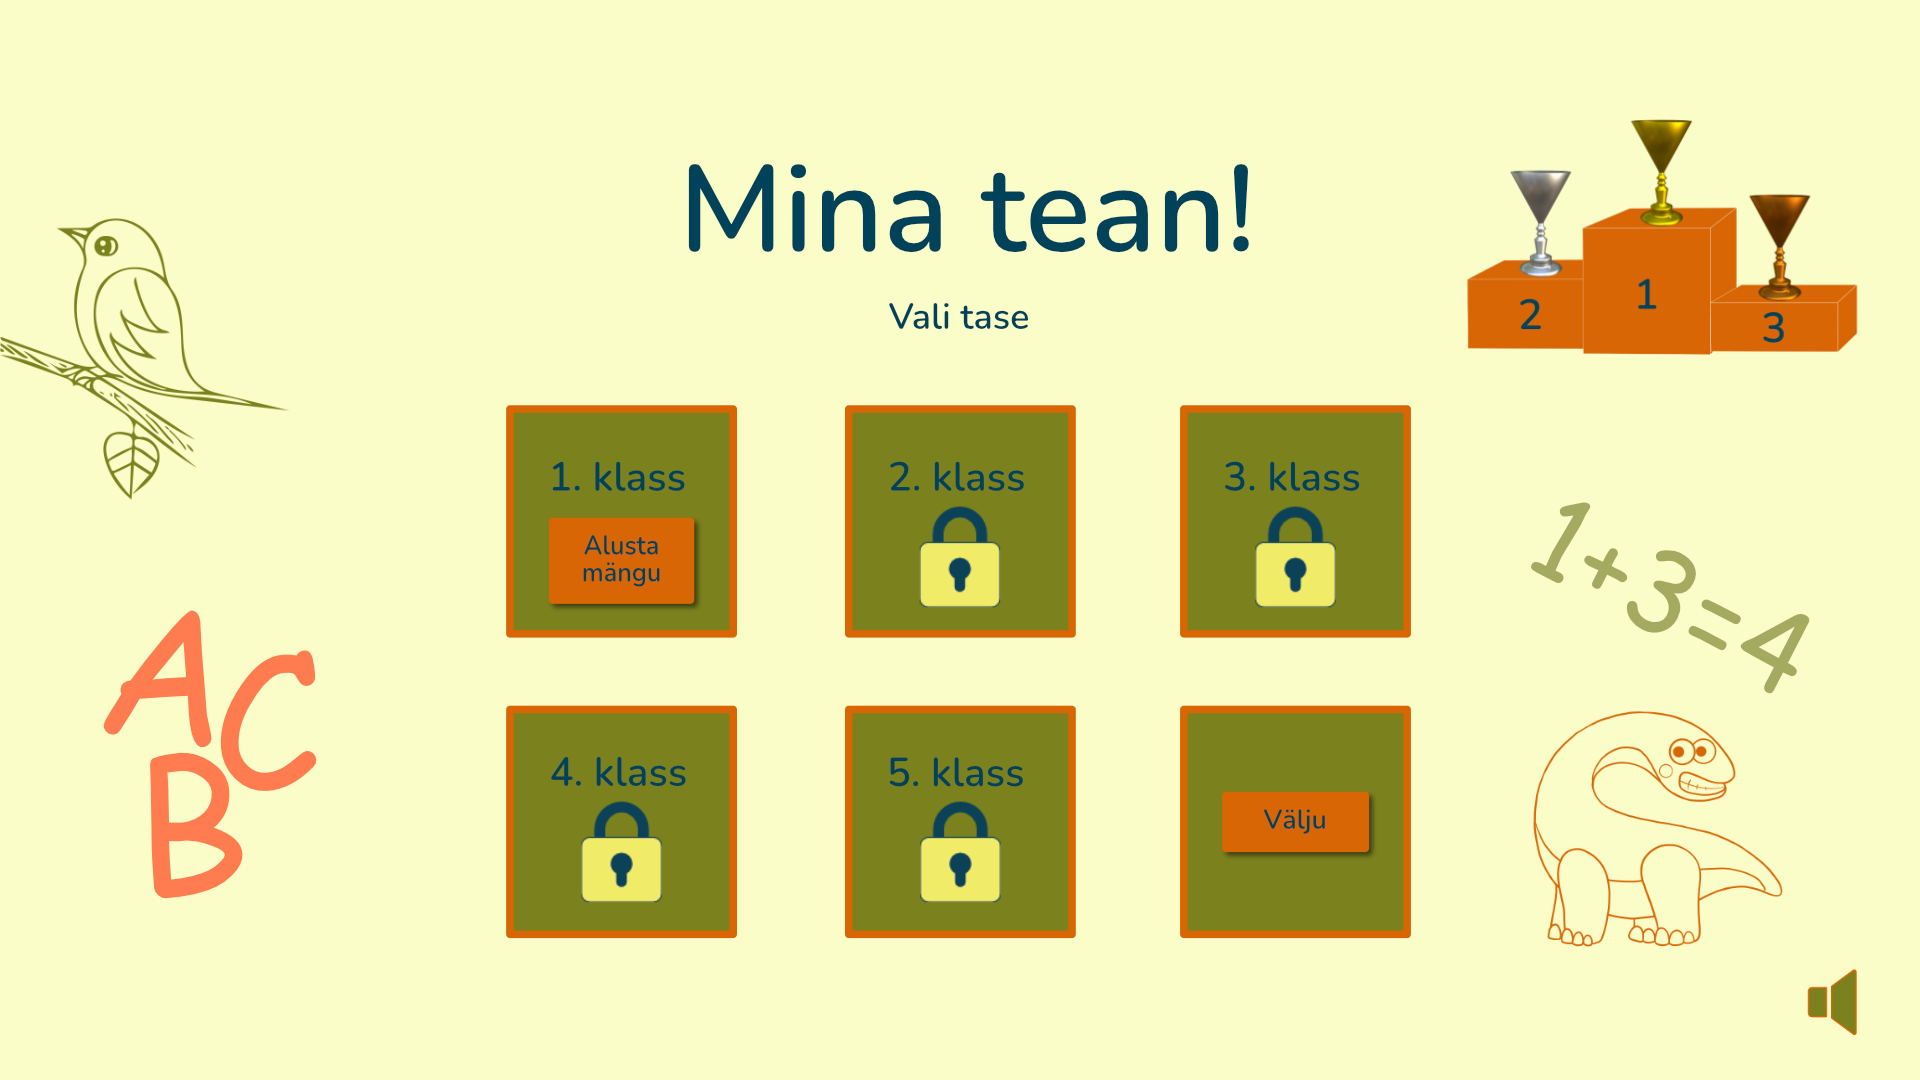 Mina tean!
Vali tase
2
1
3
1. klass
Alusta
mängu
2. klass
3. klass
1+3=4
A
C
B
4. klass
5. klass
Välju